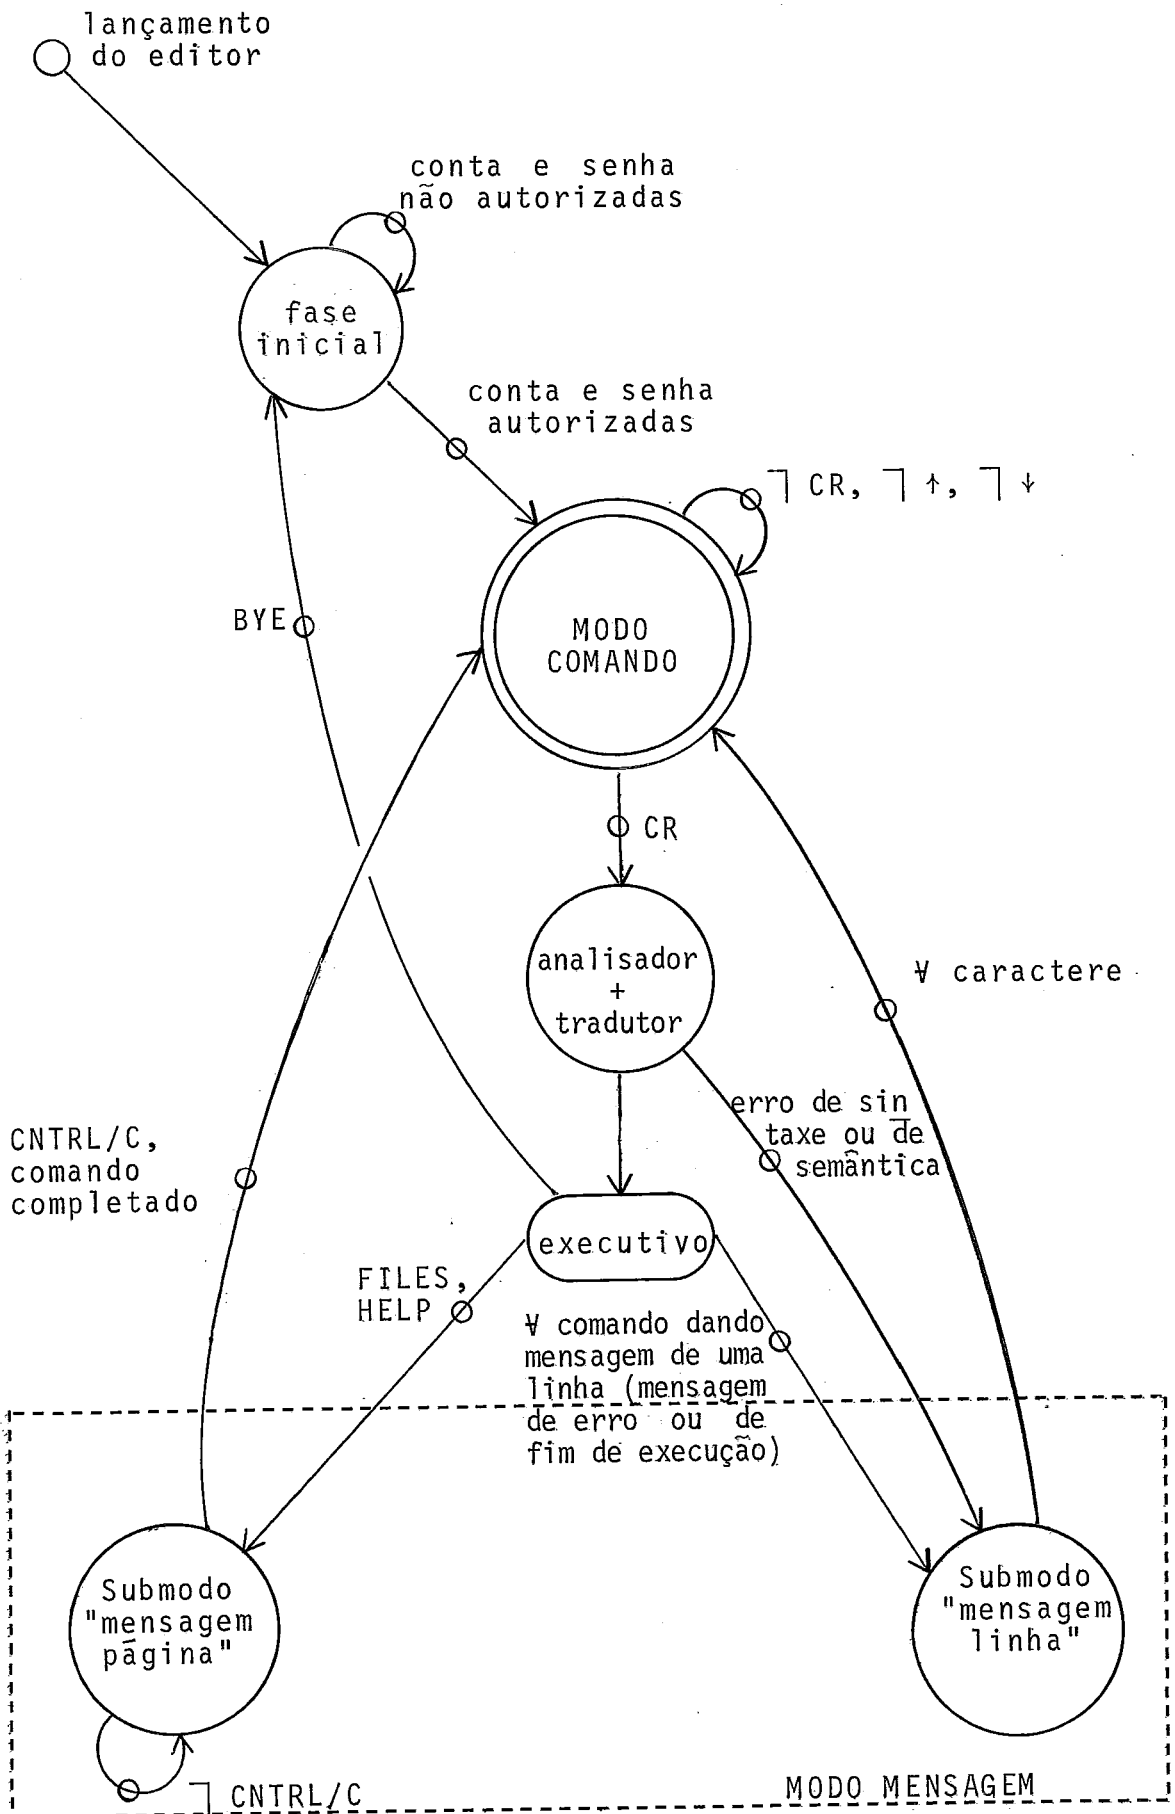 lançamento
do editor
conta e senha
não autorizadas
fase
inicial
conta e senha
autorizadas
¬ CR, ¬ ↑, ¬ ↓
BYE
MODO
COMANDO
CR
analisador
+
tradutor
∀ caractere
erro de sin
taxe ou de
semântica
CNTRL/C,
comando
completado
executivo
FILES,
HELP
∀ comando dando
mensagem de uma
linha (mensagem
de erro ou de
fim de execução)
Submodo
"mensagem
página"
Submodo
"mensagem
linha"
¬ CNTRL/C
MODO MENSAGEM